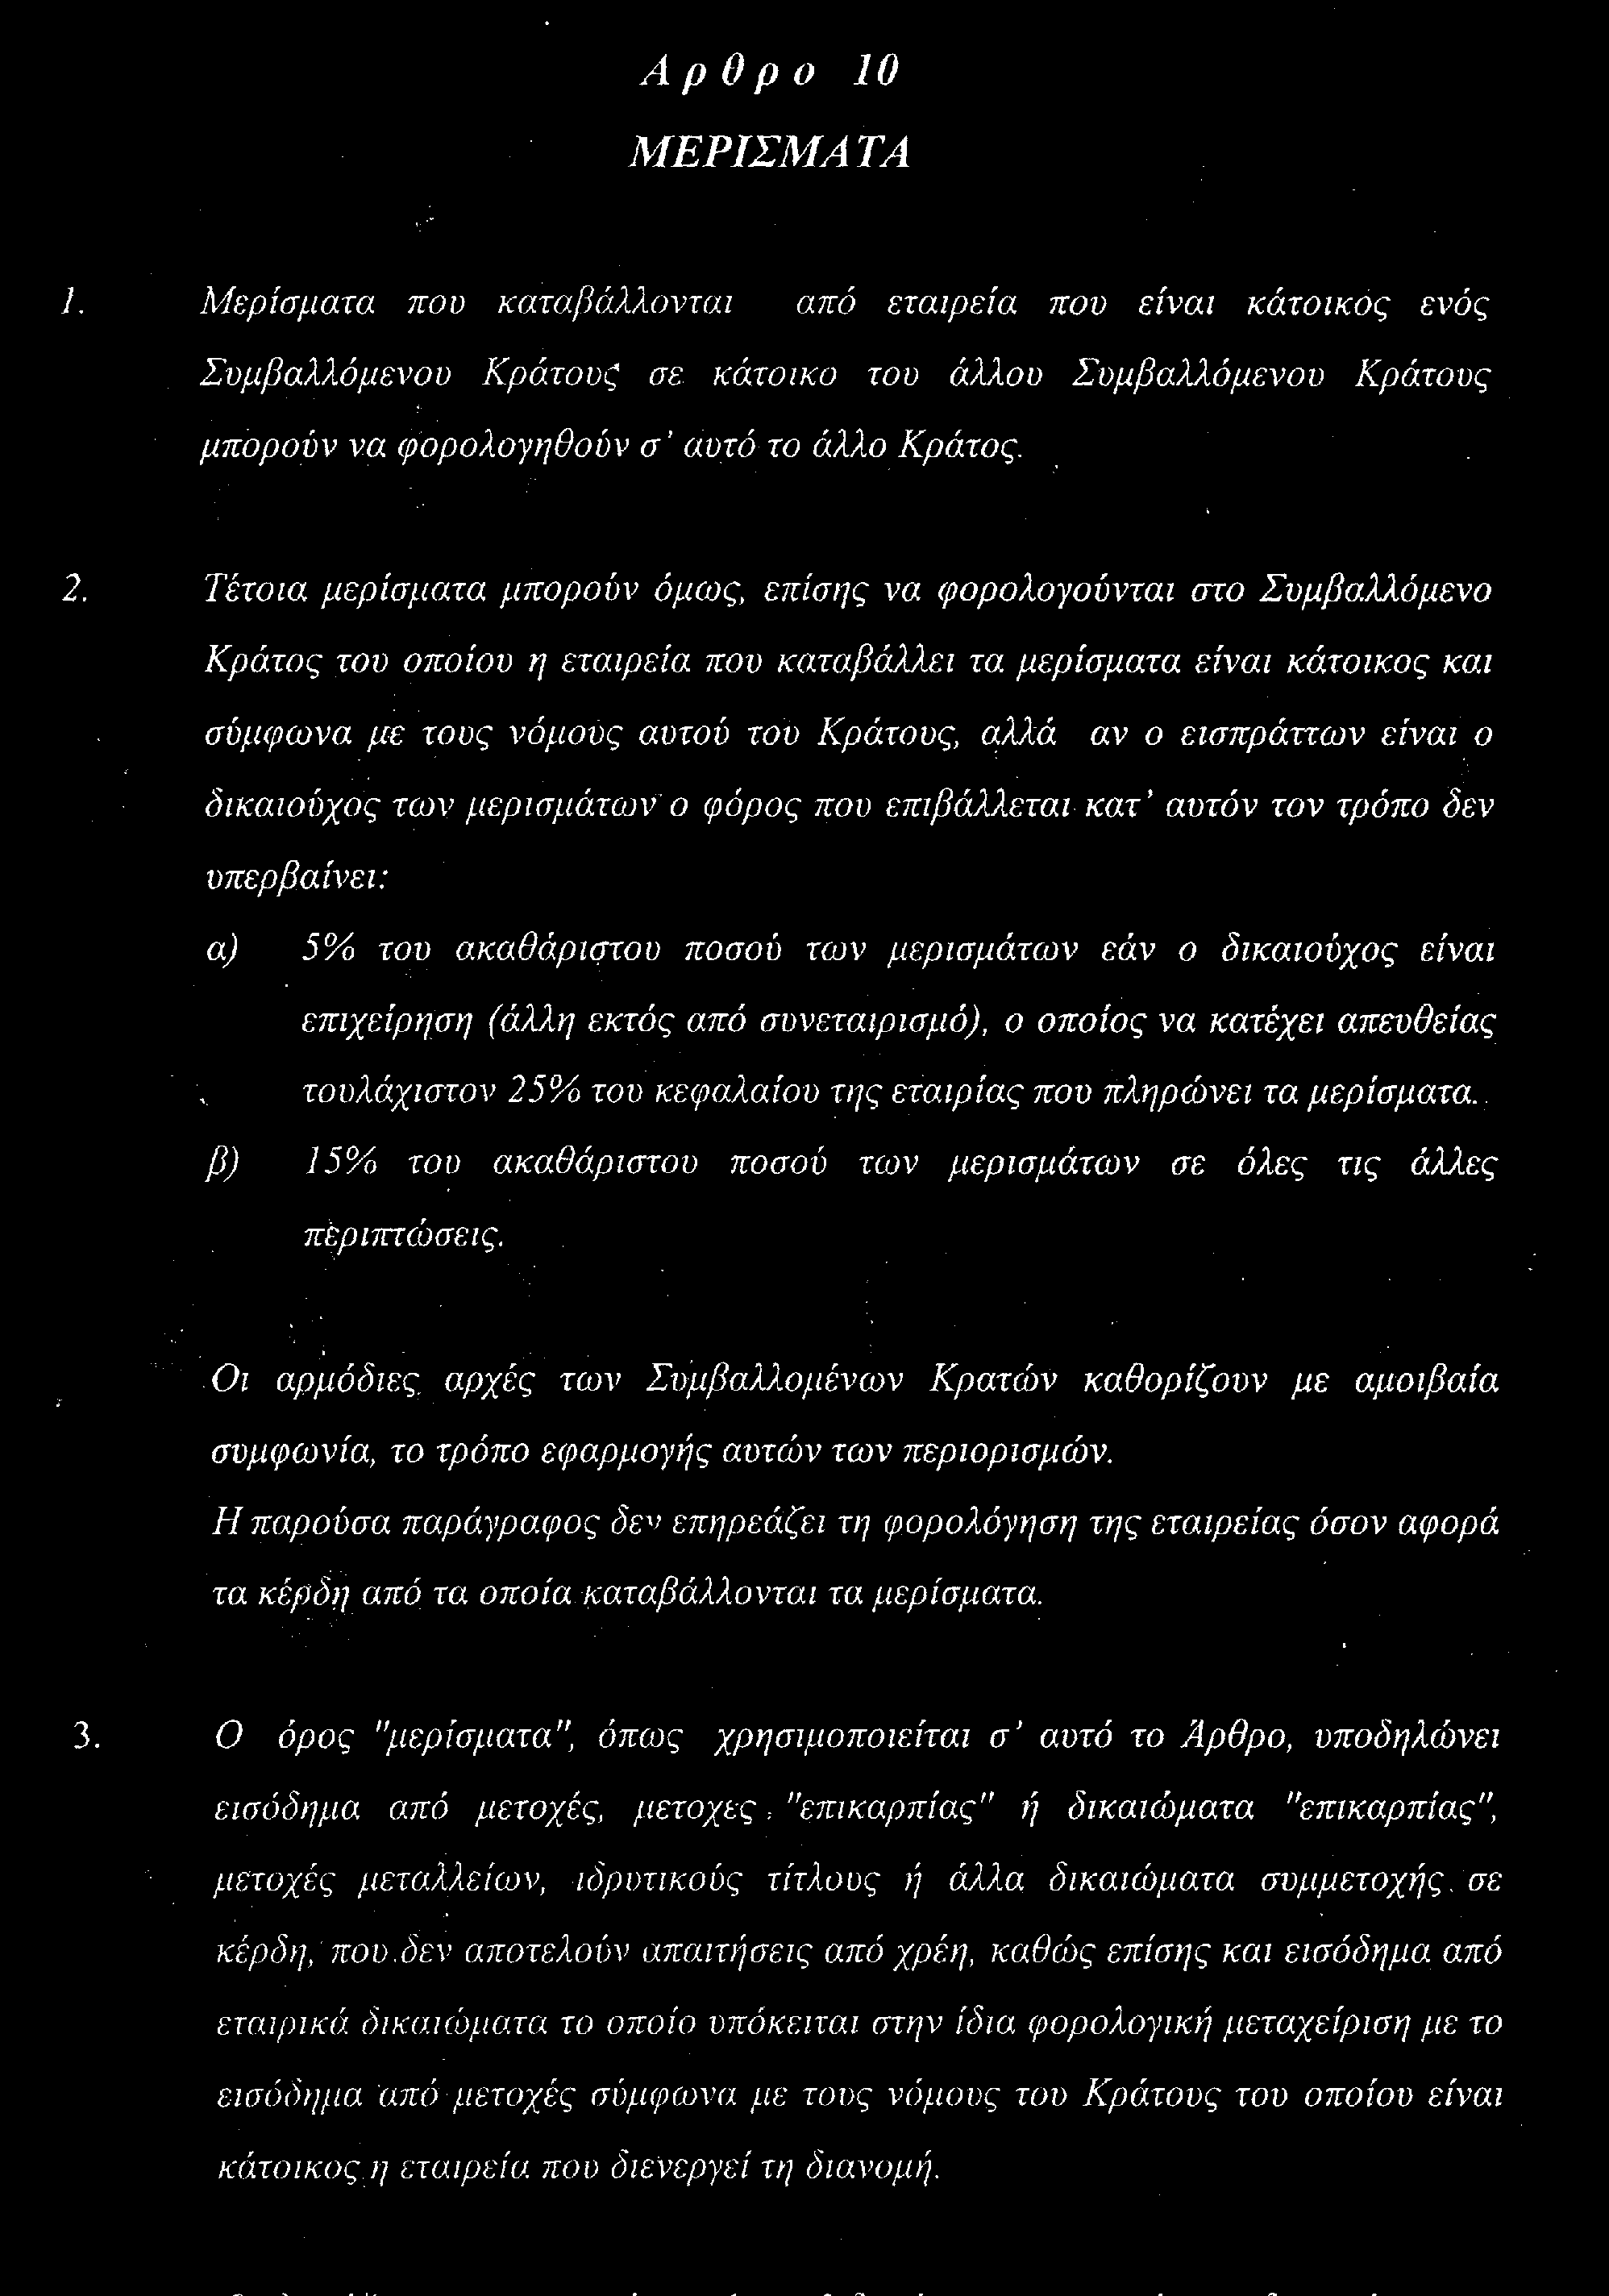 Αρθρο 10
ΜΕΡΙΣΜΑΤΑ
1. Μερίσματα που καταβάλλονται από εταιρεία που είναι κάτοικος ενός
Συμβαλλόμενου Κράτους σε κάτοικο του άλλου Συμβαλλόμενου Κράτους
μπορούν να φορολογηθούν σ' αυτό το άλλο Κράτος.
2. Τέτοια μερίσματα μπορούν όμως, επίσης να φορολογούνται στο Συμβαλλόμενο
Κράτος του οποίου η εταιρεία που καταβάλλει τα μερίσματα είναι κάτοικος και
σύμφωνα με τους νόμους αυτού του Κράτους, αλλά αν ο εισπράττων είναι ο
δικαιούχος των μερισμάτων ο φόρος που επιβάλλεται κατ' αυτόν τον τρόπο δεν
υπερβαίνει:
α) 5% του ακαθάριστου ποσού των μερισμάτων εάν ο δικαιούχος είναι
επιχείρηση (άλλη εκτός από συνεταιρισμό), ο οποίος να κατέχει απευθείας
τουλάχιστον 25% του κεφαλαίου της εταιρίας που πληρώνει τα μερίσματα.
β) 15% του ακαθάριστου ποσού των μερισμάτων σε όλες τις άλλες
περιπτώσεις.
Οι αρμόδιες αρχές των Συμβαλλομένων Κρατών καθορίζουν με αμοιβαία
συμφωνία, το τρόπο εφαρμογής αυτών των περιορισμών.
Η παρούσα παράγραφος δεν επηρεάζει τη φορολόγηση της εταιρείας όσον αφορά
τα κέρδη από τα οποία καταβάλλονται τα μερίσματα.
3. Ο όρος "μερίσματα", όπως χρησιμοποιείται σ' αυτό το Άρθρο, υποδηλώνει
εισόδημα από μετοχές, μετοχες, "επικαρπίας" ή δικαιώματα "επικαρπίας",
μετοχές μεταλλείων, ιδρυτικούς τίτλους ή άλλα δικαιώματα συμμετοχής σε
κέρδη, που δεν αποτελούν απαιτήσεις από χρέη, καθώς επίσης και εισόδημα από
εταιρικά δικαιώματα το οποίο υπόκειται στην ίδια φορολογική μεταχείριση με το
εισόδημα από μετοχές σύμφωνα με τους νόμους του Κράτους του οποίου είναι
κάτοικος η εταιρεία που διενεργεί τη διανομή.